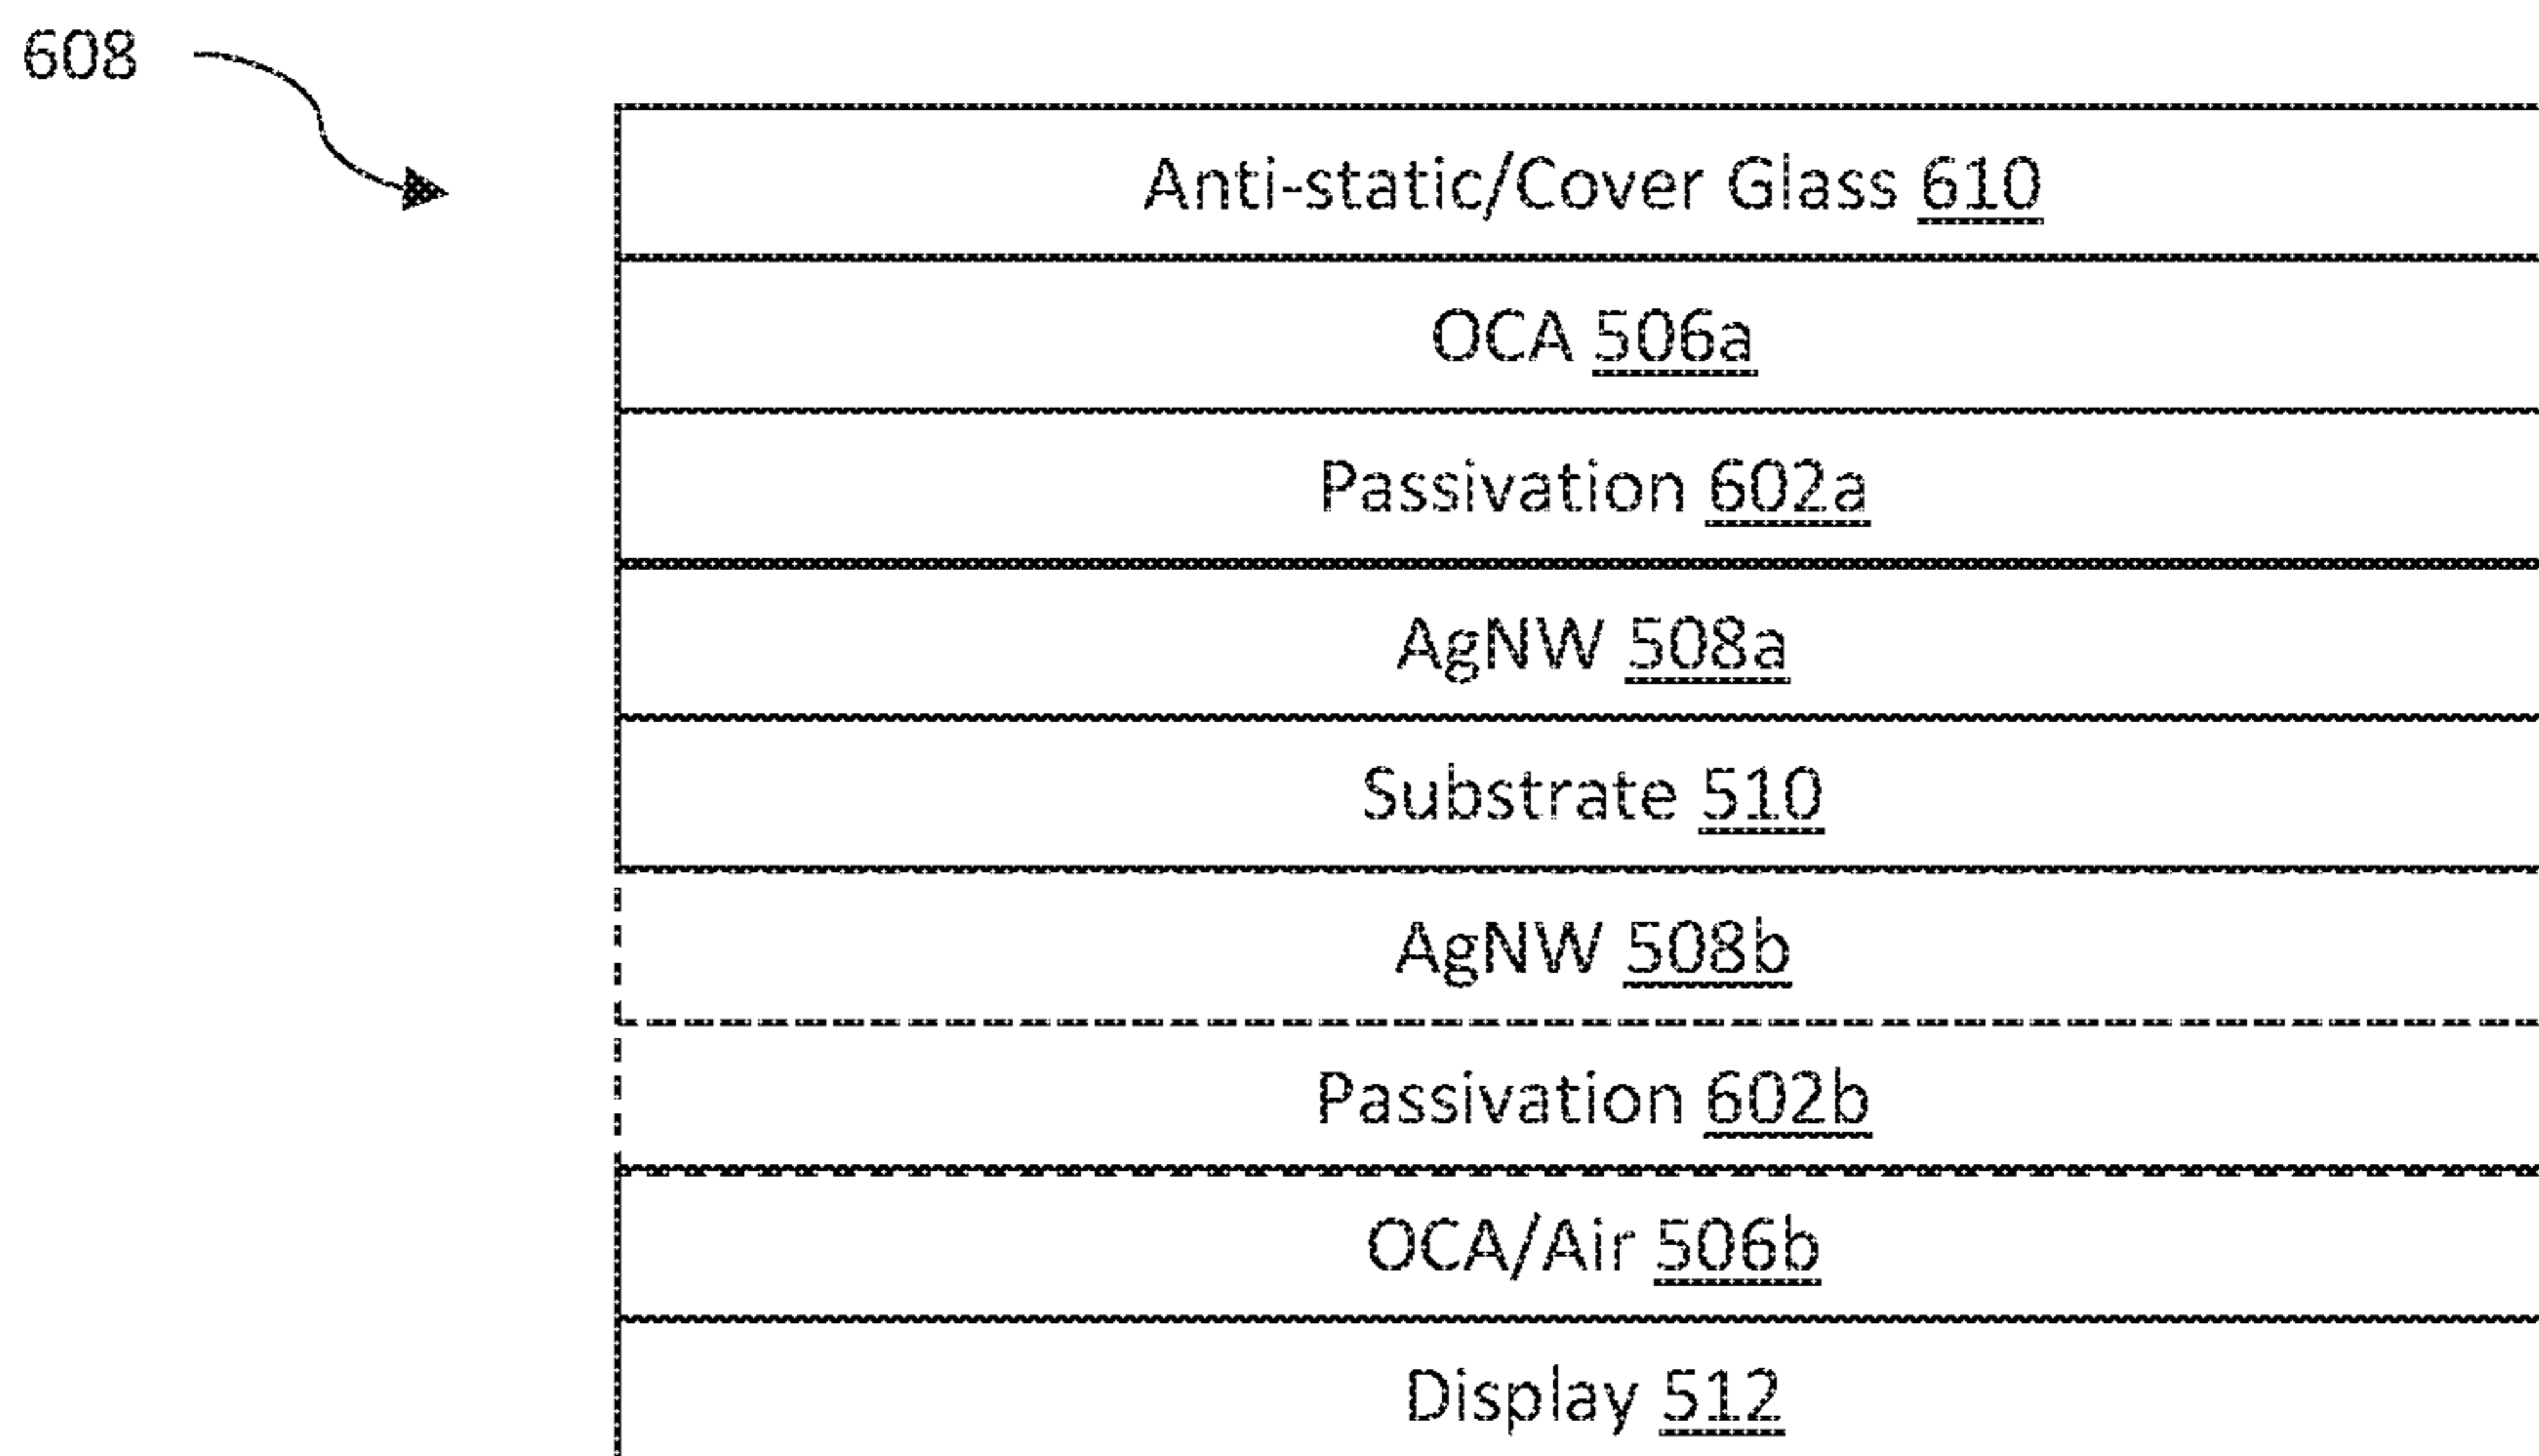 608
Anti-static/Cover Glass 610
OCA 506a
Passivation 602a
AgNW 508a
Substrate 510
AgNW 508b
Passivation 602b
OCA/Air 506b
Display 512